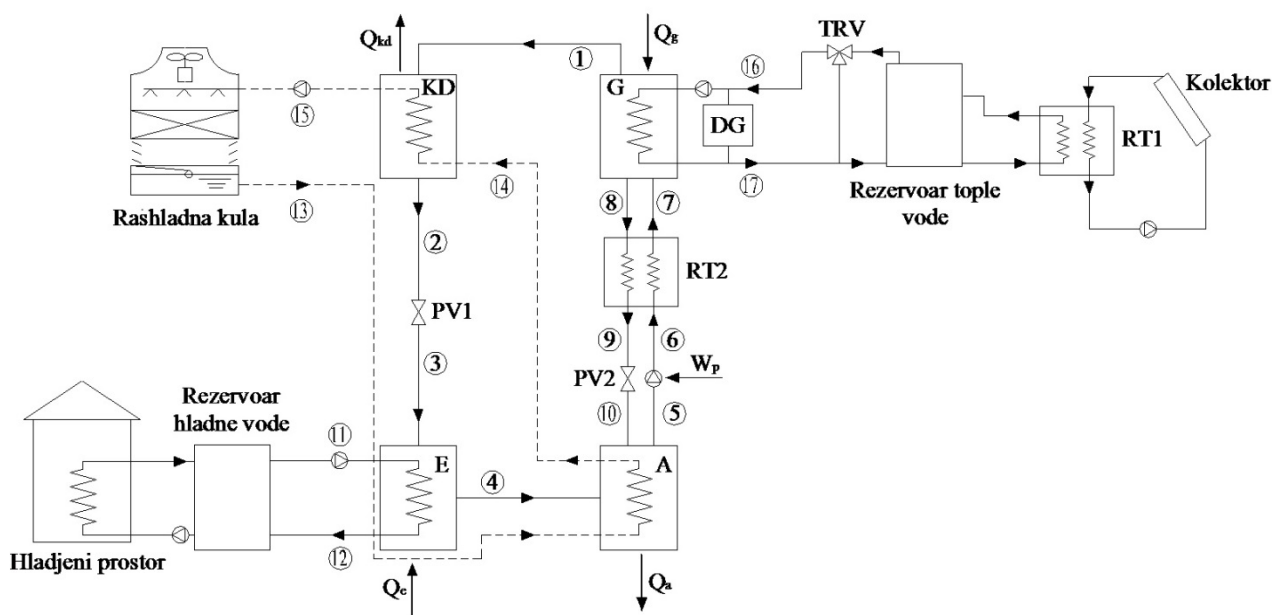 Qkd
①
Qg
TRV
⑯
Kolektor
KD
G
DG
RT1
⑮
⑭
⑰
Rezervoar tople
vode
⑬
Rashladna kula
②
⑧
⑦
RT2
PV1
⑨
⑥
③
PV2
Wp
⑩
⑤
Rezervoar
hladne vode
⑪
E
A
④
⑫
Hladjeni prostor
Qe
Qa